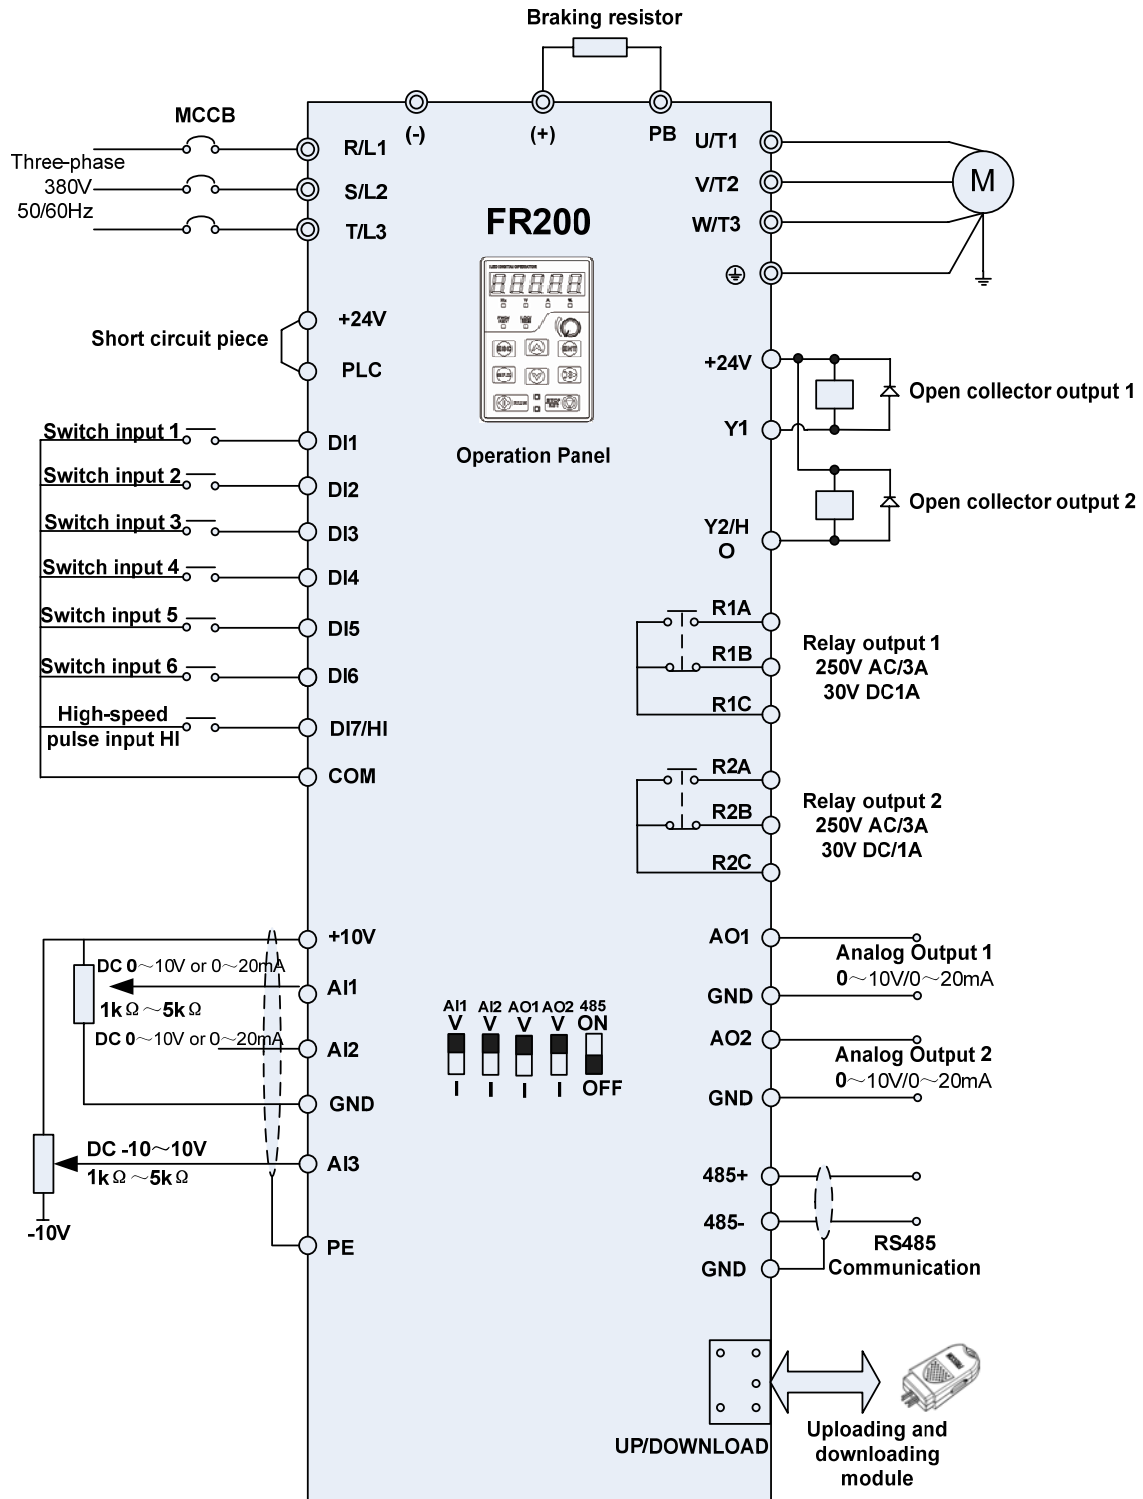 Braking resistor
MCCB
(-)
(+)
PB
Three-phase
380V
50/60Hz
R/L1
S/L2
T/L3
U/T1
V/T2
W/T3
M
FR200
LED DIGITAL OPERATOR
Short circuit piece
+24V
PLC
Operation Panel
+24V
Y1
Open collector output 1
Y2/H
O
Open collector output 2
Switch input 1
DI1
Switch input 2
DI2
Switch input 3
DI3
Switch input 4
DI4
Switch input 5
DI5
Switch input 6
DI6
High-speed
pulse input HI
DI7/HI
COM
R1A
R1B
R1C
Relay output 1
250V AC/3A
30V DC1A
R2A
R2B
R2C
Relay output 2
250V AC/3A
30V DC/1A
+10V
DC 0～10V or 0～20mA
AI1
1kΩ～5kΩ
DC 0～10V or 0～20mA
AI2
GND
DC -10～10V
AI3
1kΩ～5kΩ
-10V
PE
AI1 AI2 AO1 AO2 485
V V V V ON
I I I I OFF
AO1
Analog Output 1
0～10V/0～20mA
GND
AO2
Analog Output 2
0～10V/0～20mA
GND
485+
485-
RS485
Communication
GND
UP/DOWNLOAD
Uploading and
downloading
module